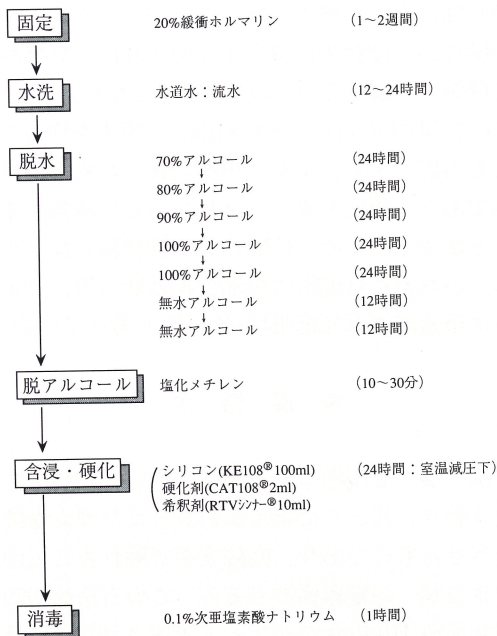 固定 20%緩衝ホルマリン (1〜2週間)
水洗 水道水：流水 (12〜24時間)
脱水 70%アルコール (24時間)
80%アルコール (24時間)
90%アルコール (24時間)
100%アルコール (24時間)
100%アルコール (24時間)
無水アルコール (12時間)
無水アルコール (12時間)
脱アルコール 塩化メチレン (10〜30分)
含浸・硬化 シリコン(KE108®100ml) (24時間：室温減圧下)
硬化剤(CAT108®2ml)
希釈剤(RTVシンナー®10ml)
消毒 0.1%次亜塩素酸ナトリウム (1時間)